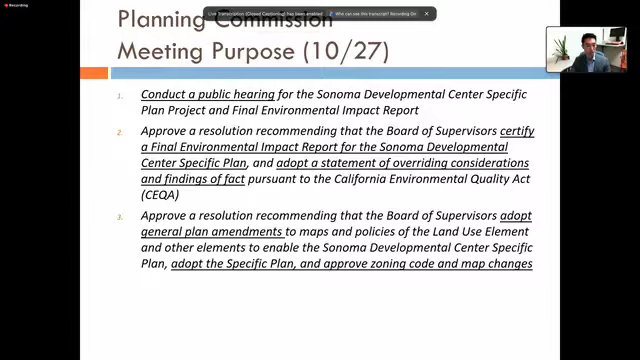 Recording
Planning Commission
Live Transcription (Closed Captioning) has been enabled
Who can see this transcript? Recording On
Meeting Purpose (10/27)
1. Conduct a public hearing for the Sonoma Developmental Center Specific
Plan Project and Final Environmental Impact Report
2. Approve a resolution recommending that the Board of Supervisors certify
a Final Environmental Impact Report for the Sonoma Developmental
Center Specific Plan, and adopt a statement of overriding considerations
and findings of fact pursuant to the California Environmental Quality Act
(CEQA)
3. Approve a resolution recommending that the Board of Supervisors adopt
general plan amendments to maps and policies of the Land Use Element
and other elements to enable the Sonoma Developmental Center Specific
Plan, adopt the Specific Plan, and approve zoning code and map changes